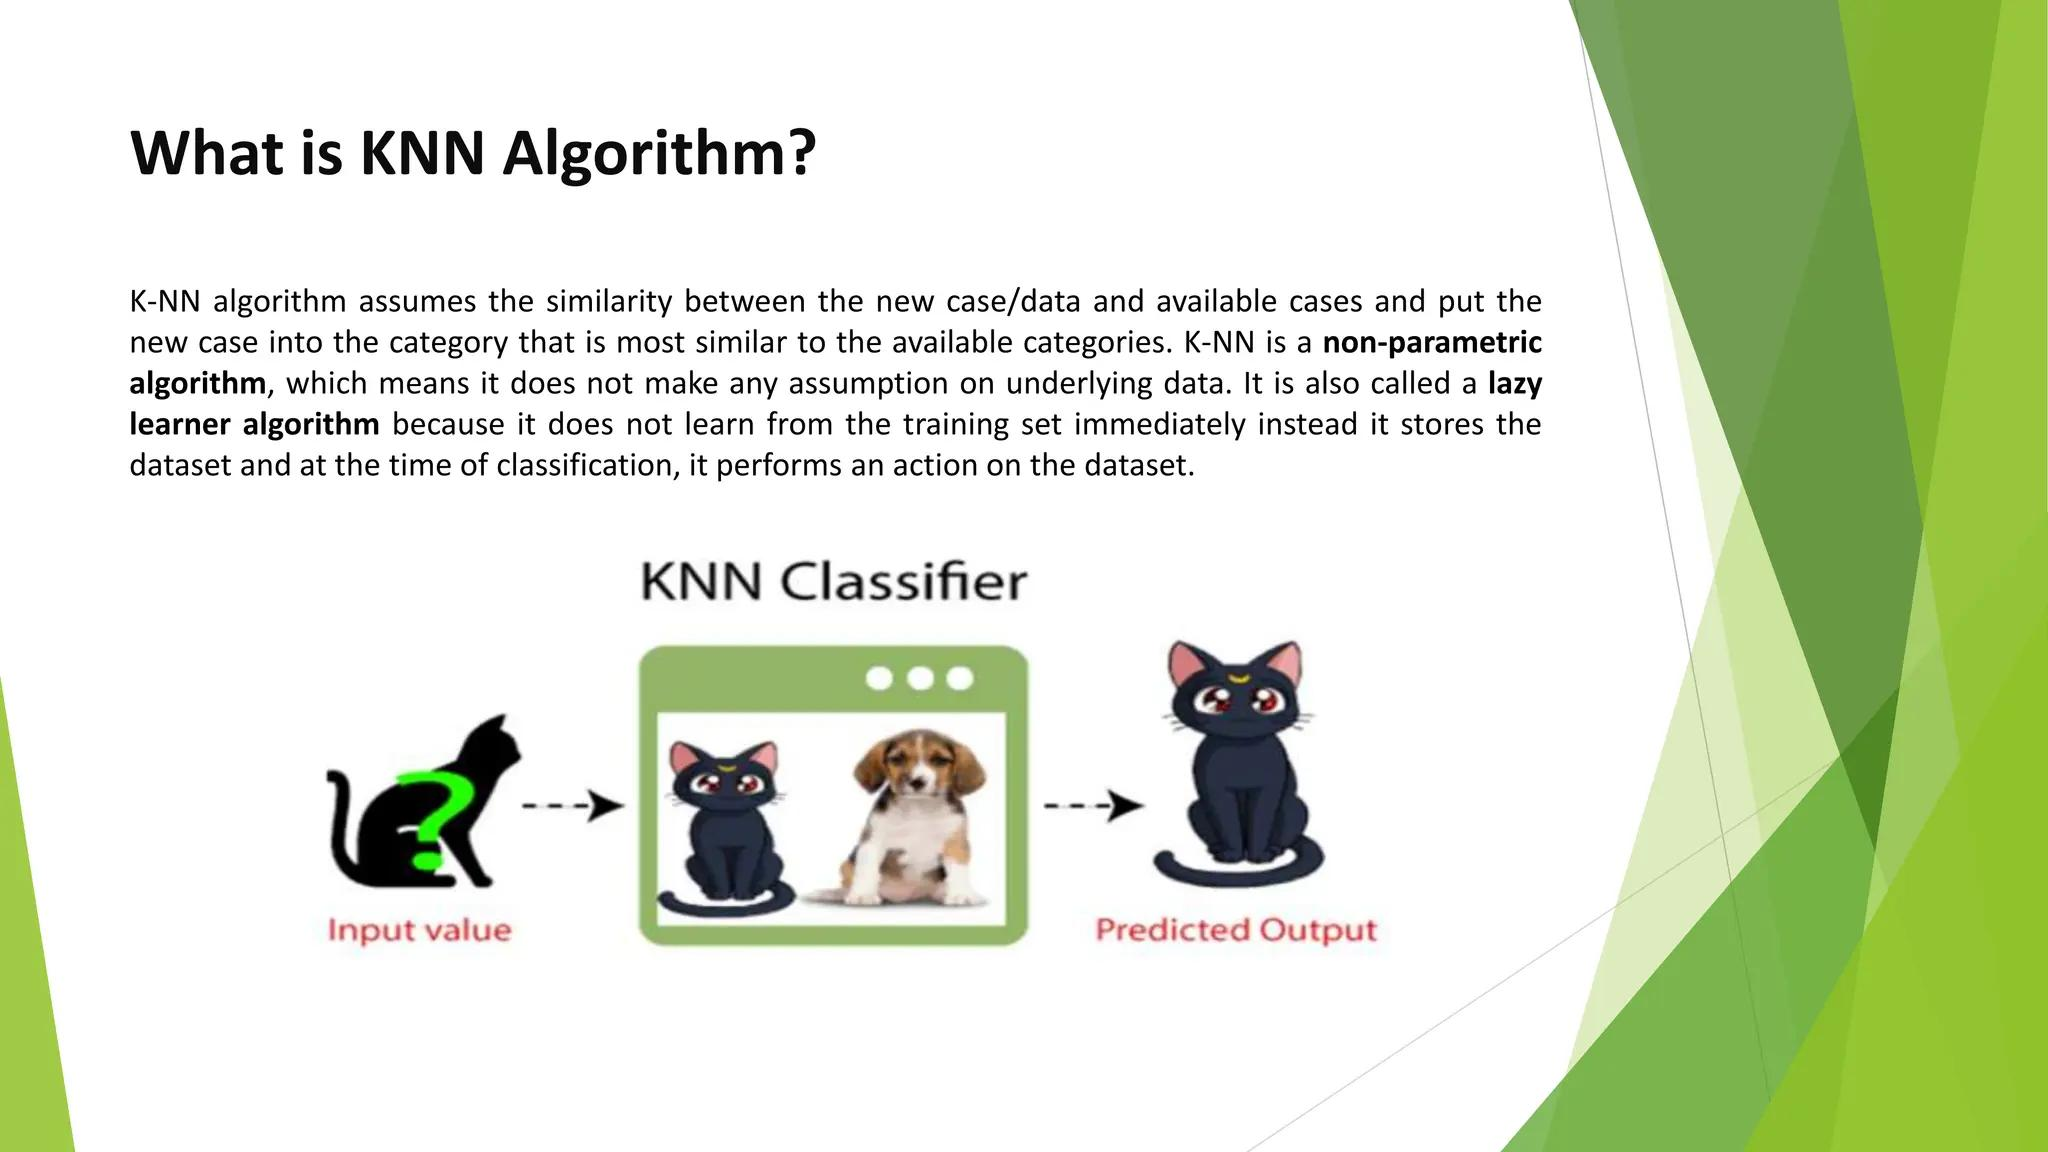 What is KNN Algorithm?
K-NN algorithm assumes the similarity between the new case/data and available cases and put the
new case into the category that is most similar to the available categories. K-NN is a non-parametric
algorithm, which means it does not make any assumption on underlying data. It is also called a lazy
learner algorithm because it does not learn from the training set immediately instead it stores the
dataset and at the time of classification, it performs an action on the dataset.
KNN Classifier
?
Input value
Predicted Output